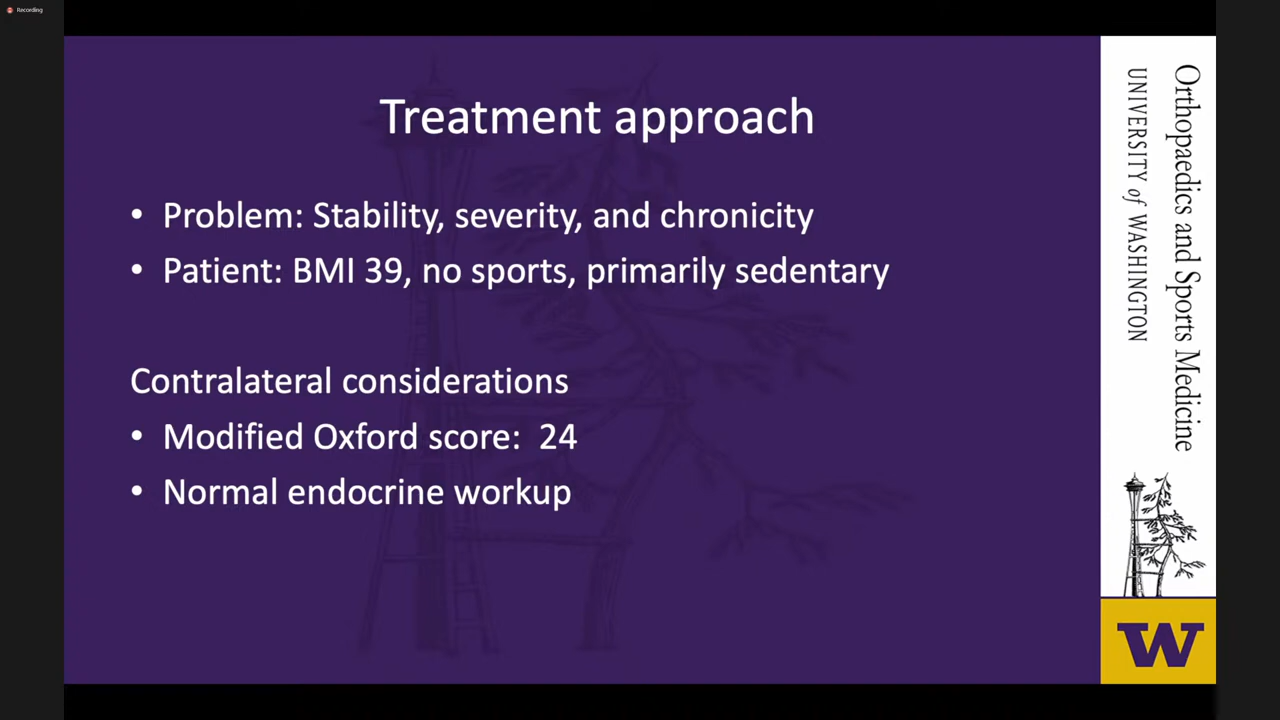 Recording
Treatment approach
• Problem: Stability, severity, and chronicity
• Patient: BMI 39, no sports, primarily sedentary
Contralateral considerations
• Modified Oxford score: 24
• Normal endocrine workup
Orthopaedics and Sports Medicine
UNIVERSITY of WASHINGTON
W